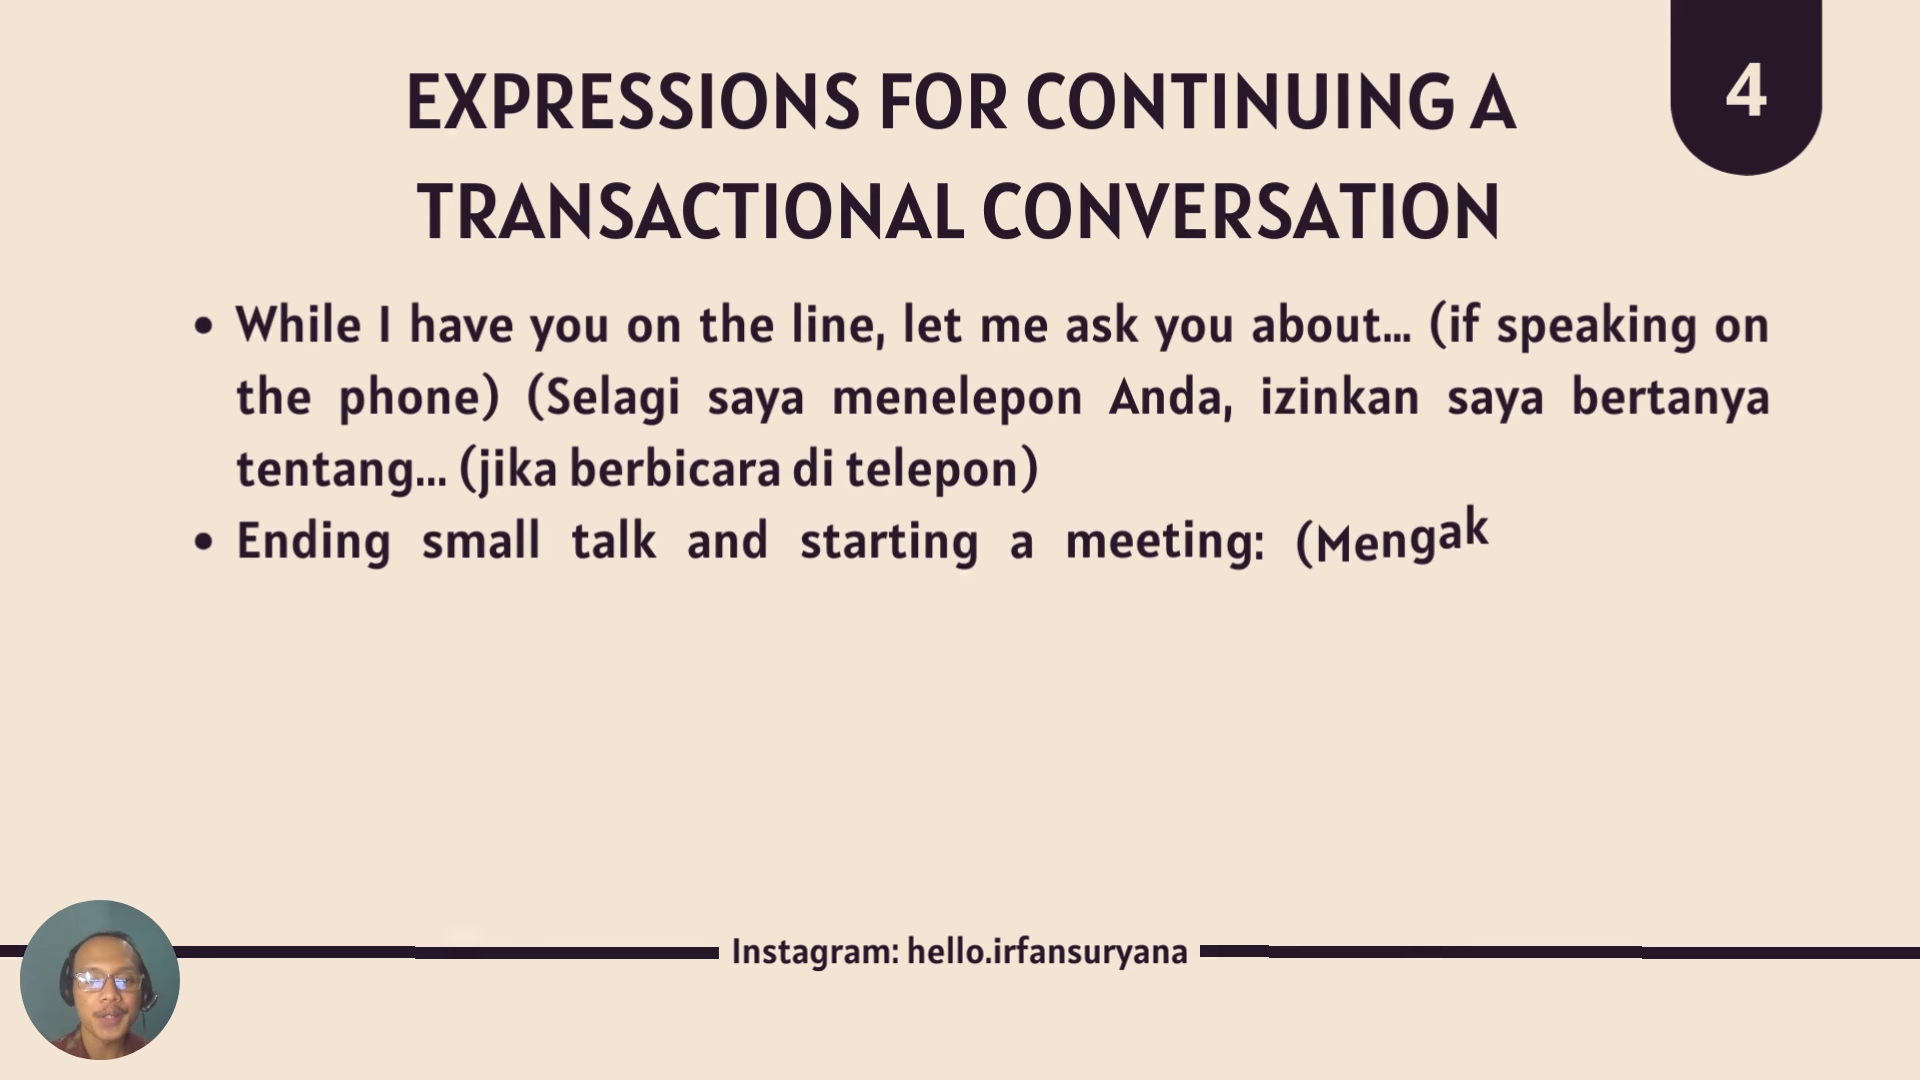 4
EXPRESSIONS FOR CONTINUING A
TRANSACTIONAL CONVERSATION
• While I have you on the line, let me ask you about... (if speaking on
the phone) (Selagi saya menelepon Anda, izinkan saya bertanya
tentang... (jika berbicara di telepon)
• Ending small talk and starting a meeting: (Mengak
Instagram: hello.irfansuryana